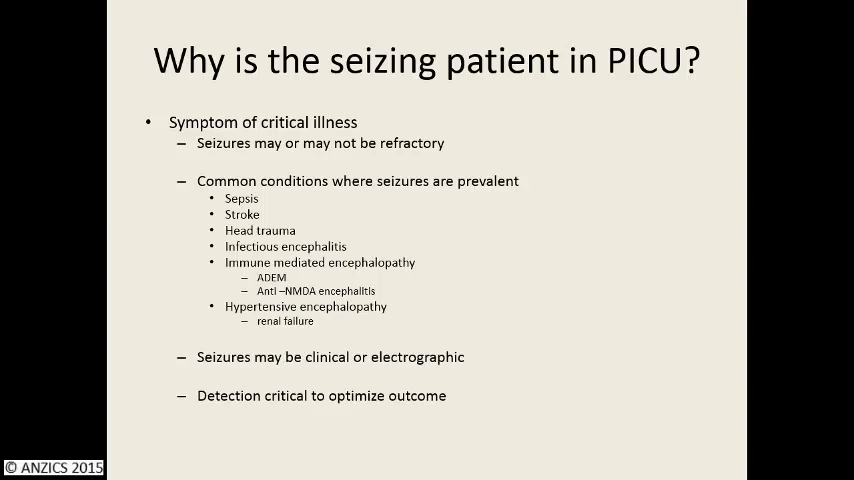 Why is the seizing patient in PICU?
• Symptom of critical illness
– Seizures may or may not be refractory
– Common conditions where seizures are prevalent
• Sepsis
• Stroke
• Head trauma
• Infectious encephalitis
• Immune mediated encephalopathy
– ADEM
– Anti –NMDA encephalitis
• Hypertensive encephalopathy
– renal failure
– Seizures may be clinical or electrographic
– Detection critical to optimize outcome
© ANZICS 2015